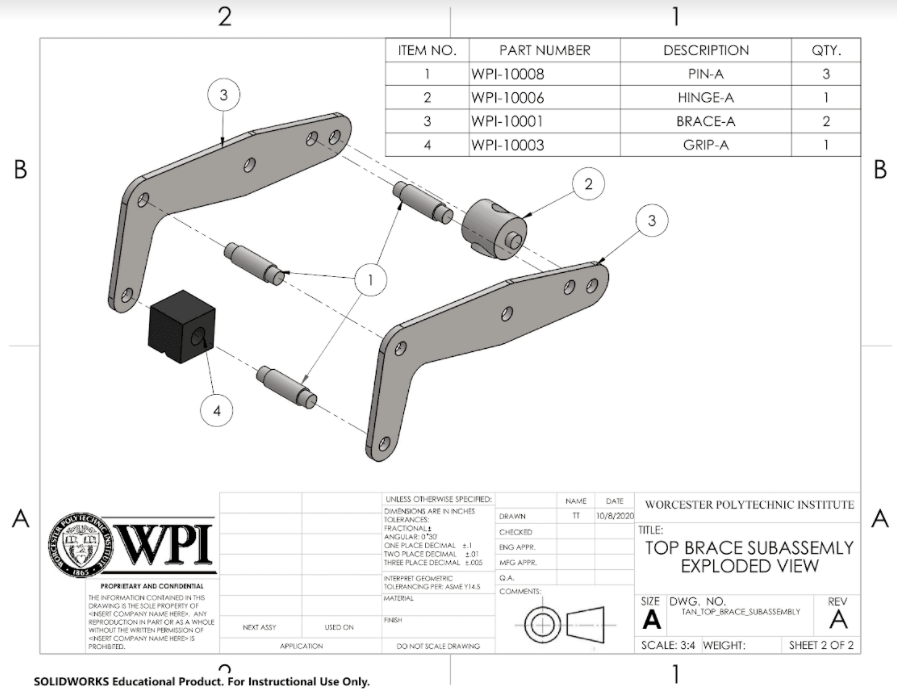 2 1
ITEM NO. PART NUMBER DESCRIPTION QTY.
1 WPI-10008 PIN-A 3
2 WPI-10006 HINGE-A 1
3 WPI-10001 BRACE-A 2
4 WPI-10003 GRIP-A 1
3
B B
2
3
1
4
A A
WORCESTER POLYTECHNIC INSTITUTE
1865
WPI
PROPRIETARY AND CONFIDENTIAL
THE INFORMATION CONTAINED IN THIS
DRAWING IS THE SOLE PROPERTY OF
<INSERT COMPANY NAME HERE>. ANY
REPRODUCTION IN PART OR AS A WHOLE
WITHOUT THE WRITTEN PERMISSION OF
<INSERT COMPANY NAME HERE> IS
PROHIBITED.
NEXT ASSY USED ON
APPLICATION
UNLESS OTHERWISE SPECIFIED:
DIMENSIONS ARE IN INCHES
TOLERANCES:
FRACTIONAL±
ANGULAR: 0°30'
ONE PLACE DECIMAL ±.1
TWO PLACE DECIMAL ±.01
THREE PLACE DECIMAL ±.005
INTERPRET GEOMETRIC
TOLERANCING PER: ASME Y14.5
MATERIAL
FINISH
DO NOT SCALE DRAWING
NAME DATE
DRAWN TT 10/8/2020
CHECKED
ENG APPR.
MFG APPR.
Q.A.
COMMENTS:
WORCESTER POLYTECHNIC INSTITUTE
TITLE:
TOP BRACE SUBASSEMLY
EXPLODED VIEW
SIZE DWG. NO. REV
A TAN_TOP_BRACE_SUBASSEMBLY A
SCALE: 3:4 WEIGHT: SHEET 2 OF 2
2 1
SOLIDWORKS Educational Product. For Instructional Use Only.